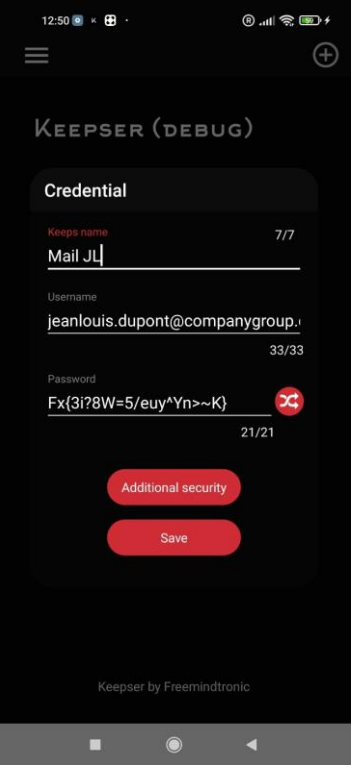 12:50
KEEPSER (DEBUG)
Credential
Keeps name
7/7
Mail JL
Username
jeanlouis.dupont@companygroup.
33/33
Password
Fx{3i?8W=5/euy^Yn>~K}
21/21
Additional security
Save
Keepser by Freemindtronic